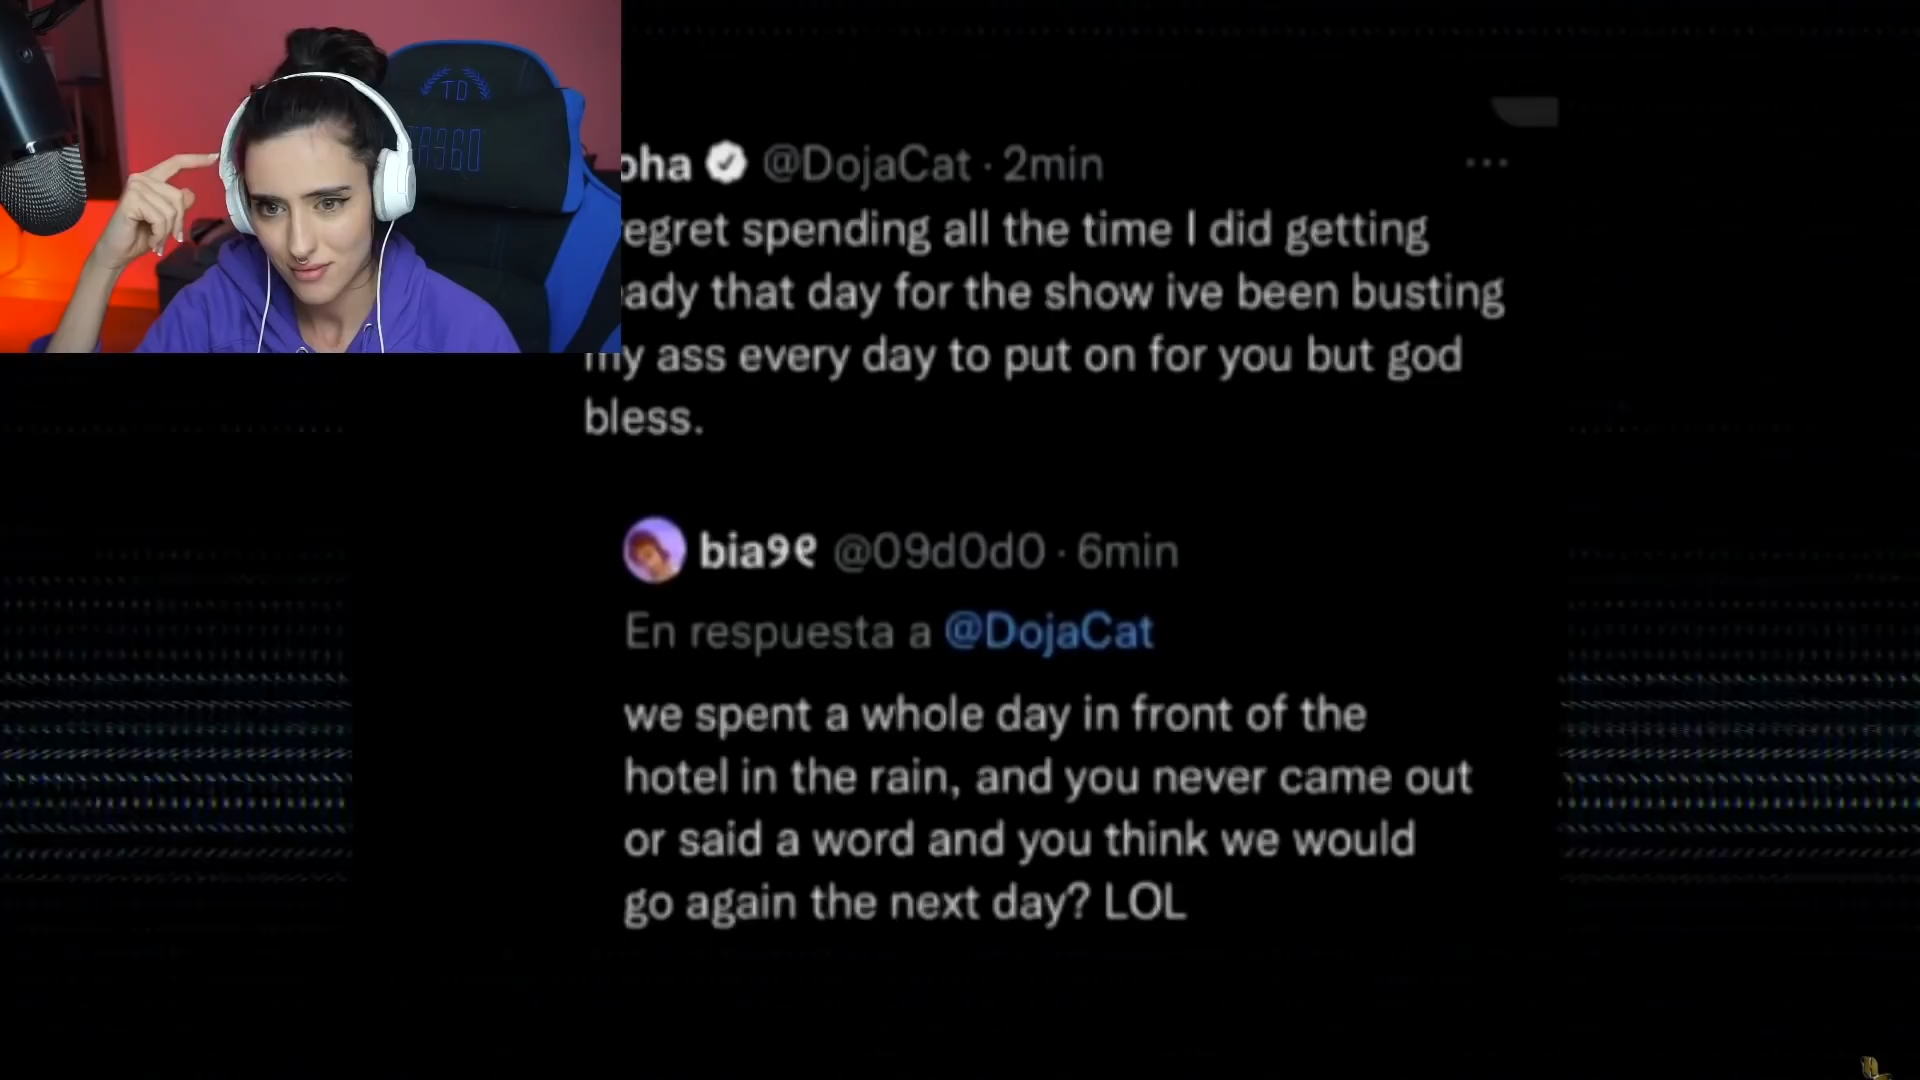 TD
oha @DojaCat · 2min
regret spending all the time I did getting
eady that day for the show ive been busting
my ass every day to put on for you but god
bless.
bia9e @09d0d0 · 6min
En respuesta a @DojaCat
we spent a whole day in front of the
hotel in the rain, and you never came out
or said a word and you think we would
go again the next day? LOL